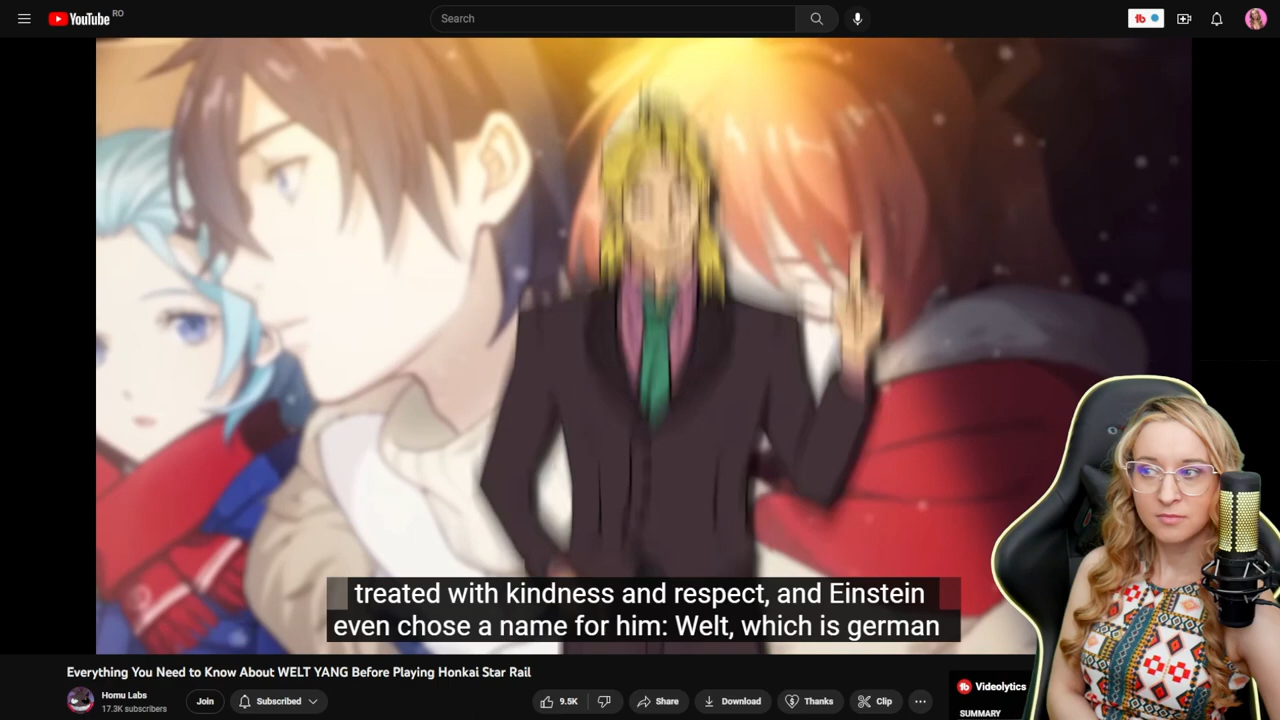 YouTube RO
Search
treated with kindness and respect, and Einstein
even chose a name for him: Welt, which is german
Everything You Need to Know About WELT YANG Before Playing Honkai Star Rail
Homu Labs
17.3K subscribers
Join
Subscribed
9.5K
Share
Download
Thanks
Clip
tb Videolytics
SUMMARY